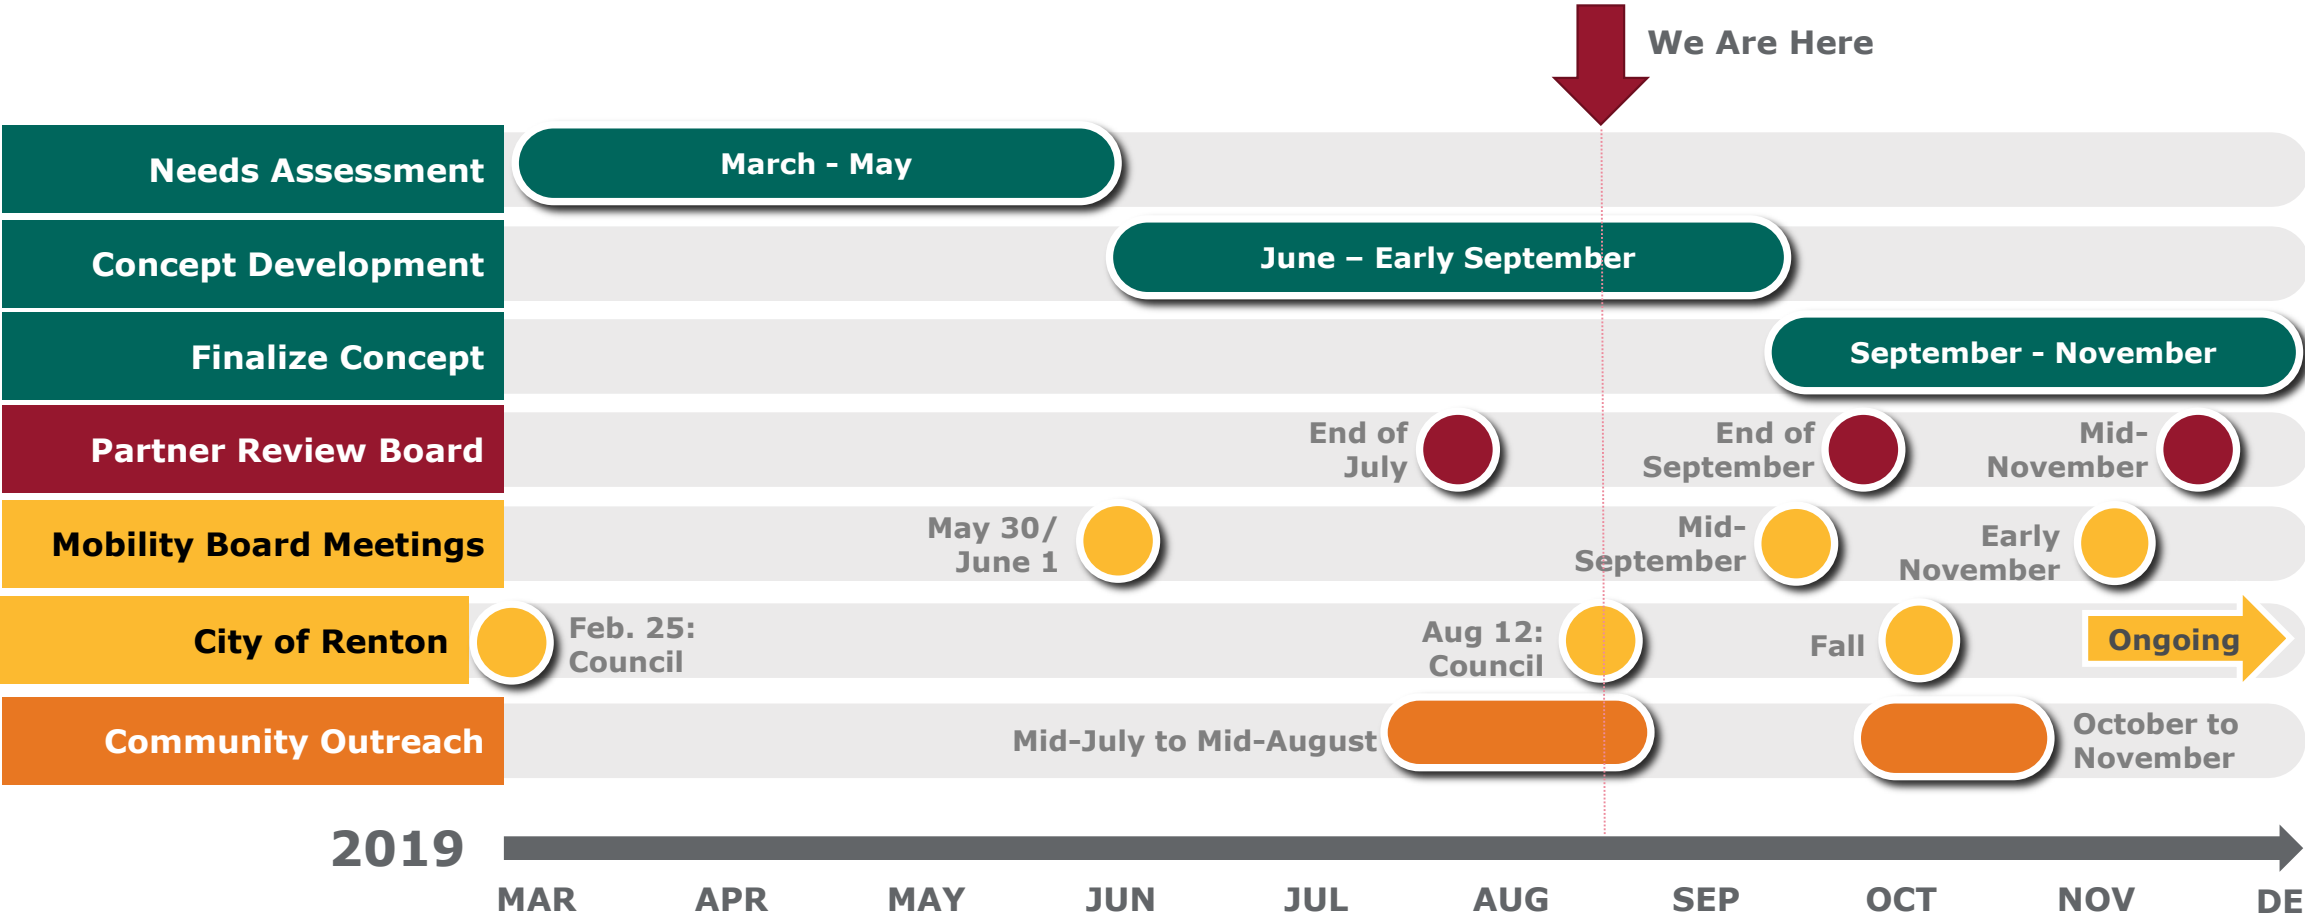 We Are Here
Needs Assessment
March - May
Concept Development
June – Early September
Finalize Concept
September - November
Partner Review Board
End of
July
End of
September
Mid-
November
Mobility Board Meetings
May 30/
June 1
Mid-
September
Early
November
City of Renton
Feb. 25:
Council
Aug 12:
Council
Fall
Ongoing
Community Outreach
Mid-July to Mid-August
October to
November
2019
MAR APR MAY JUN JUL AUG SEP OCT NOV DE